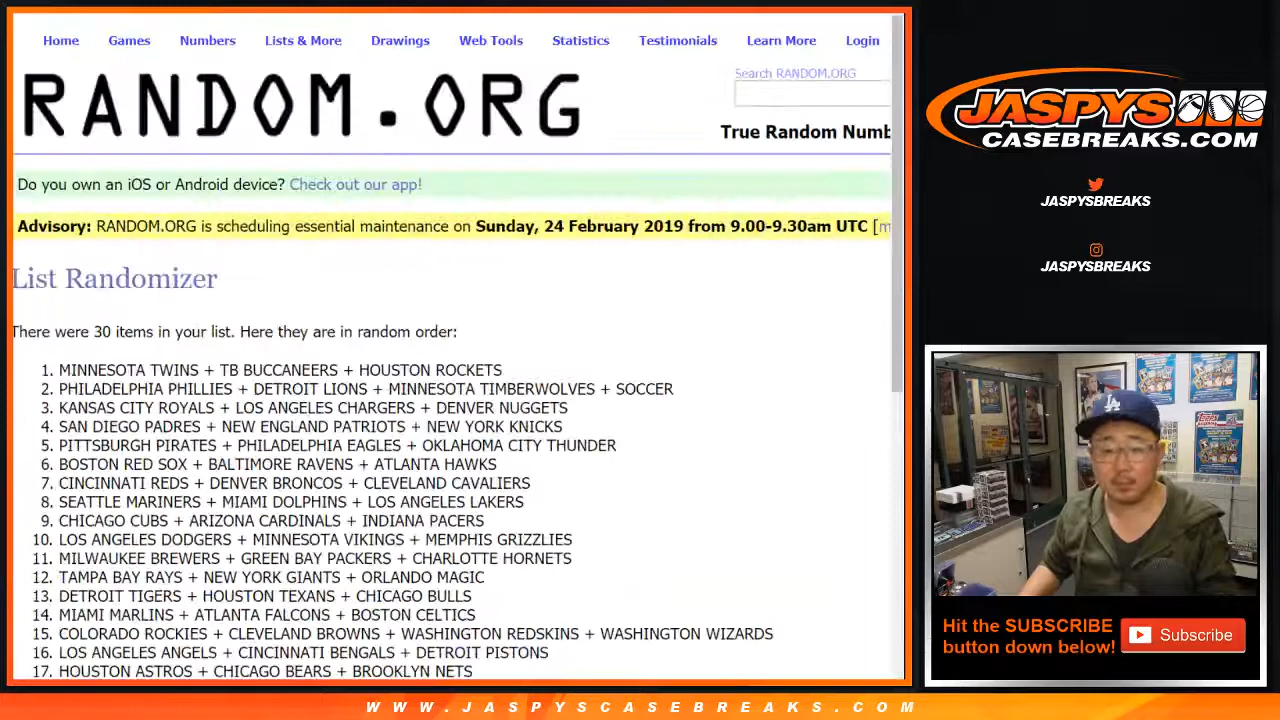 Home Games Numbers Lists & More Drawings Web Tools Statistics Testimonials Learn More Login
RANDOM.ORG
Search RANDOM.ORG
True Random Numb
Do you own an iOS or Android device? Check out our app!
Advisory: RANDOM.ORG is scheduling essential maintenance on Sunday, 24 February 2019 from 9.00-9.30am UTC [m
List Randomizer
There were 30 items in your list. Here they are in random order:
1. MINNESOTA TWINS + TB BUCCANEERS + HOUSTON ROCKETS
2. PHILADELPHIA PHILLIES + DETROIT LIONS + MINNESOTA TIMBERWOLVES + SOCCER
3. KANSAS CITY ROYALS + LOS ANGELES CHARGERS + DENVER NUGGETS
4. SAN DIEGO PADRES + NEW ENGLAND PATRIOTS + NEW YORK KNICKS
5. PITTSBURGH PIRATES + PHILADELPHIA EAGLES + OKLAHOMA CITY THUNDER
6. BOSTON RED SOX + BALTIMORE RAVENS + ATLANTA HAWKS
7. CINCINNATI REDS + DENVER BRONCOS + CLEVELAND CAVALIERS
8. SEATTLE MARINERS + MIAMI DOLPHINS + LOS ANGELES LAKERS
9. CHICAGO CUBS + ARIZONA CARDINALS + INDIANA PACERS
10. LOS ANGELES DODGERS + MINNESOTA VIKINGS + MEMPHIS GRIZZLIES
11. MILWAUKEE BREWERS + GREEN BAY PACKERS + CHARLOTTE HORNETS
12. TAMPA BAY RAYS + NEW YORK GIANTS + ORLANDO MAGIC
13. DETROIT TIGERS + HOUSTON TEXANS + CHICAGO BULLS
14. MIAMI MARLINS + ATLANTA FALCONS + BOSTON CELTICS
15. COLORADO ROCKIES + CLEVELAND BROWNS + WASHINGTON REDSKINS + WASHINGTON WIZARDS
16. LOS ANGELES ANGELS + CINCINNATI BENGALS + DETROIT PISTONS
17. HOUSTON ASTROS + CHICAGO BEARS + BROOKLYN NETS
JASPYS
CASEBREAKS.COM
JASPYSBREAKS
JASPYSBREAKS
LA
Topps
Hit the SUBSCRIBE
button down below!
Subscribe
WWW.JASPYSCASEBREAKS.COM